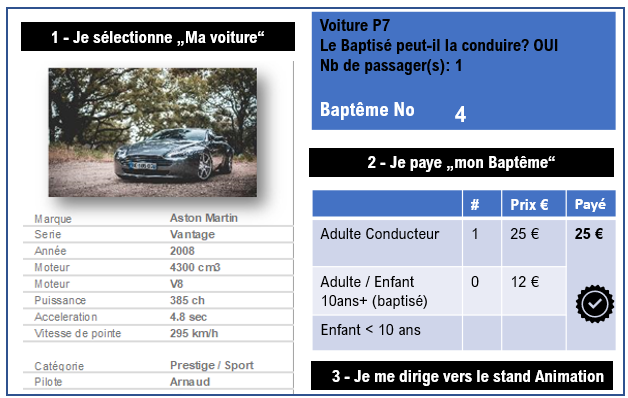 1 - Je sélectionne „Ma voiture“
Marque Aston Martin
Serie Vantage
Année 2008
Moteur 4300 cm3
Moteur V8
Puissance 385 ch
Acceleration 4.8 sec
Vitesse de pointe 295 km/h
Catégorie Prestige / Sport
Pilote Arnaud
Voiture P7
Le Baptisé peut-il la conduire? OUI
Nb de passager(s): 1
Baptême No 4
2 - Je paye „mon Baptême“
# Prix € Payé
Adulte Conducteur 1 25 € 25 €
Adulte / Enfant 0 12 €
10ans+ (baptisé)
Enfant < 10 ans
3 - Je me dirige vers le stand Animation